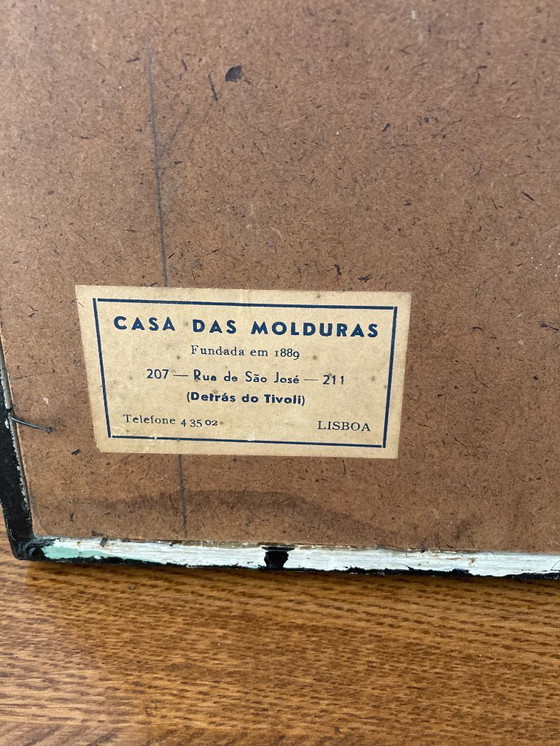 CASA DAS MOLDURAS
Fundada em 1889
207 — Rua de São José — 211
(Detrás do Tivoli)
Telefone 4 35 02 LISBOA